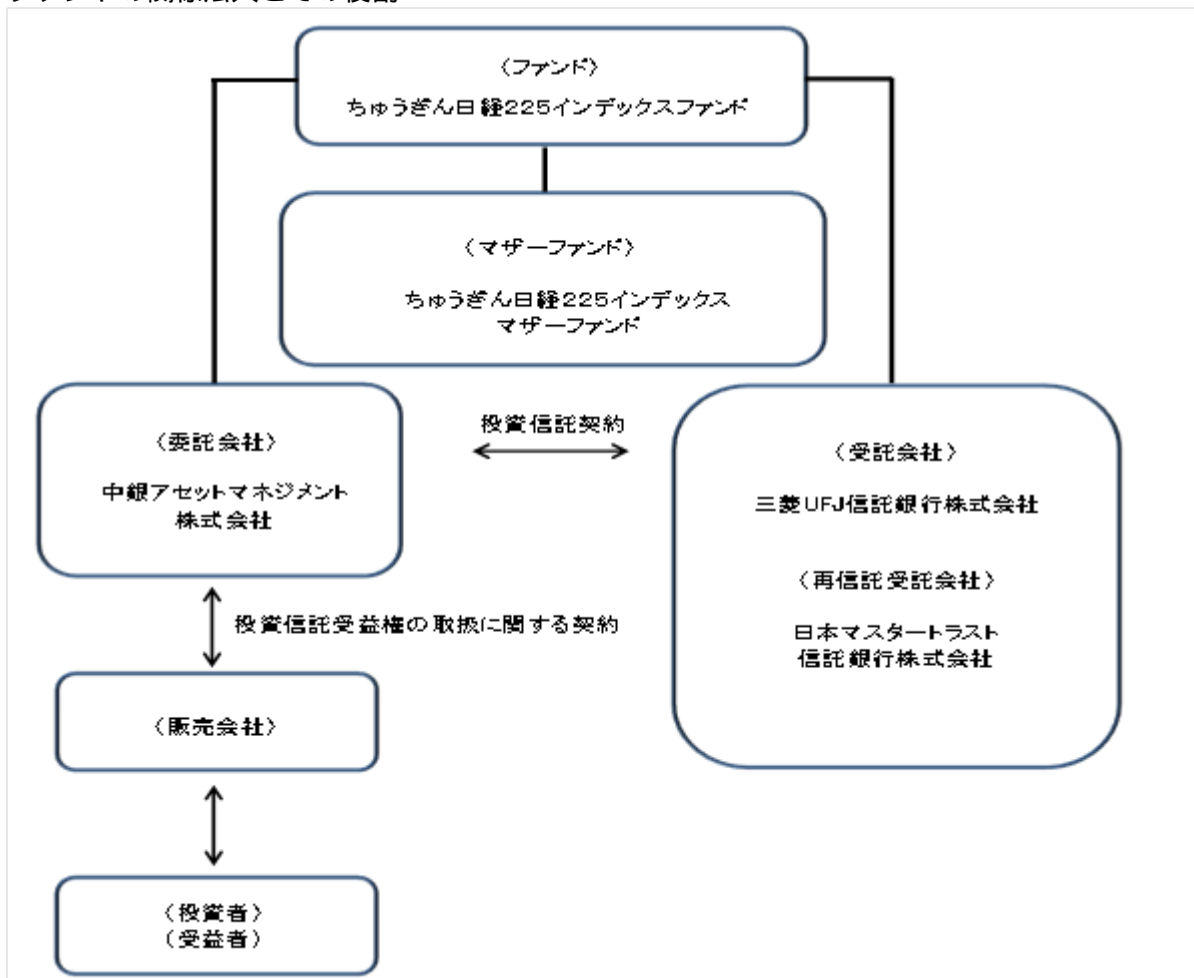 〈ファンド〉
ちゅうぎん日経225インデックスファンド
〈マザーファンド〉
ちゅうぎん日経225インデックス
マザーファンド
〈委託会社〉
中銀アセットマネジメント
株式会社
投資信託契約
〈受託会社〉
三菱UFJ信託銀行株式会社
〈再信託受託会社〉
日本マスタートラスト
信託銀行株式会社
投資信託受益権の取扱に関する契約
〈販売会社〉
〈投資者〉
(受益者)